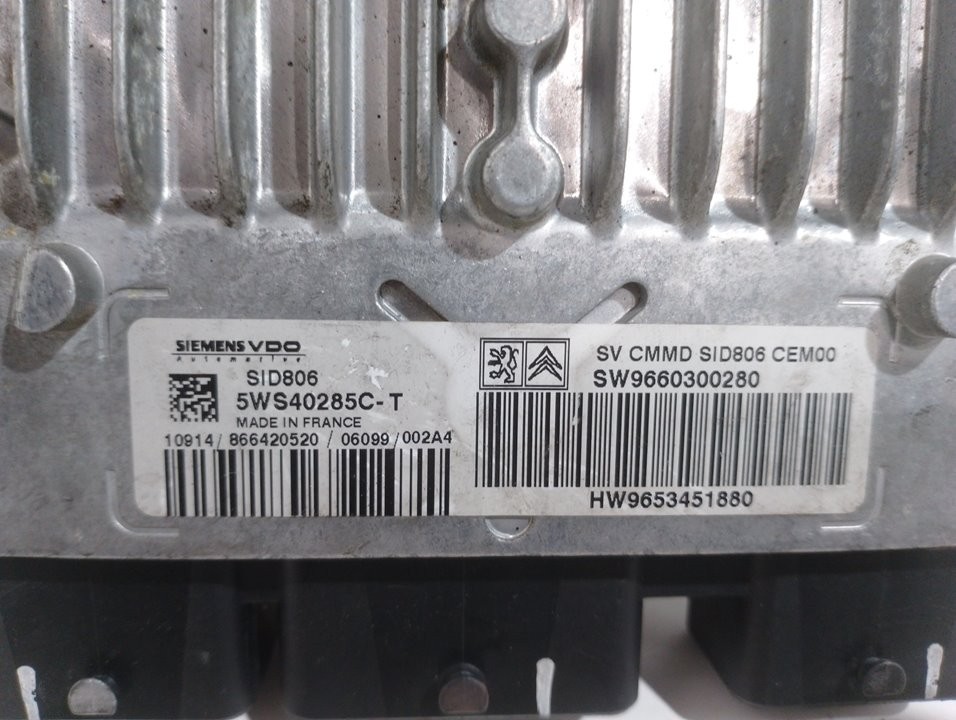 SIEMENS VDO
Automotive
SID806
5WS40285C-T
MADE IN FRANCE
10914/ 866420520 / 06099 /002A4
SV CMMD SID806 CEM00
SW9660300280
HW9653451880